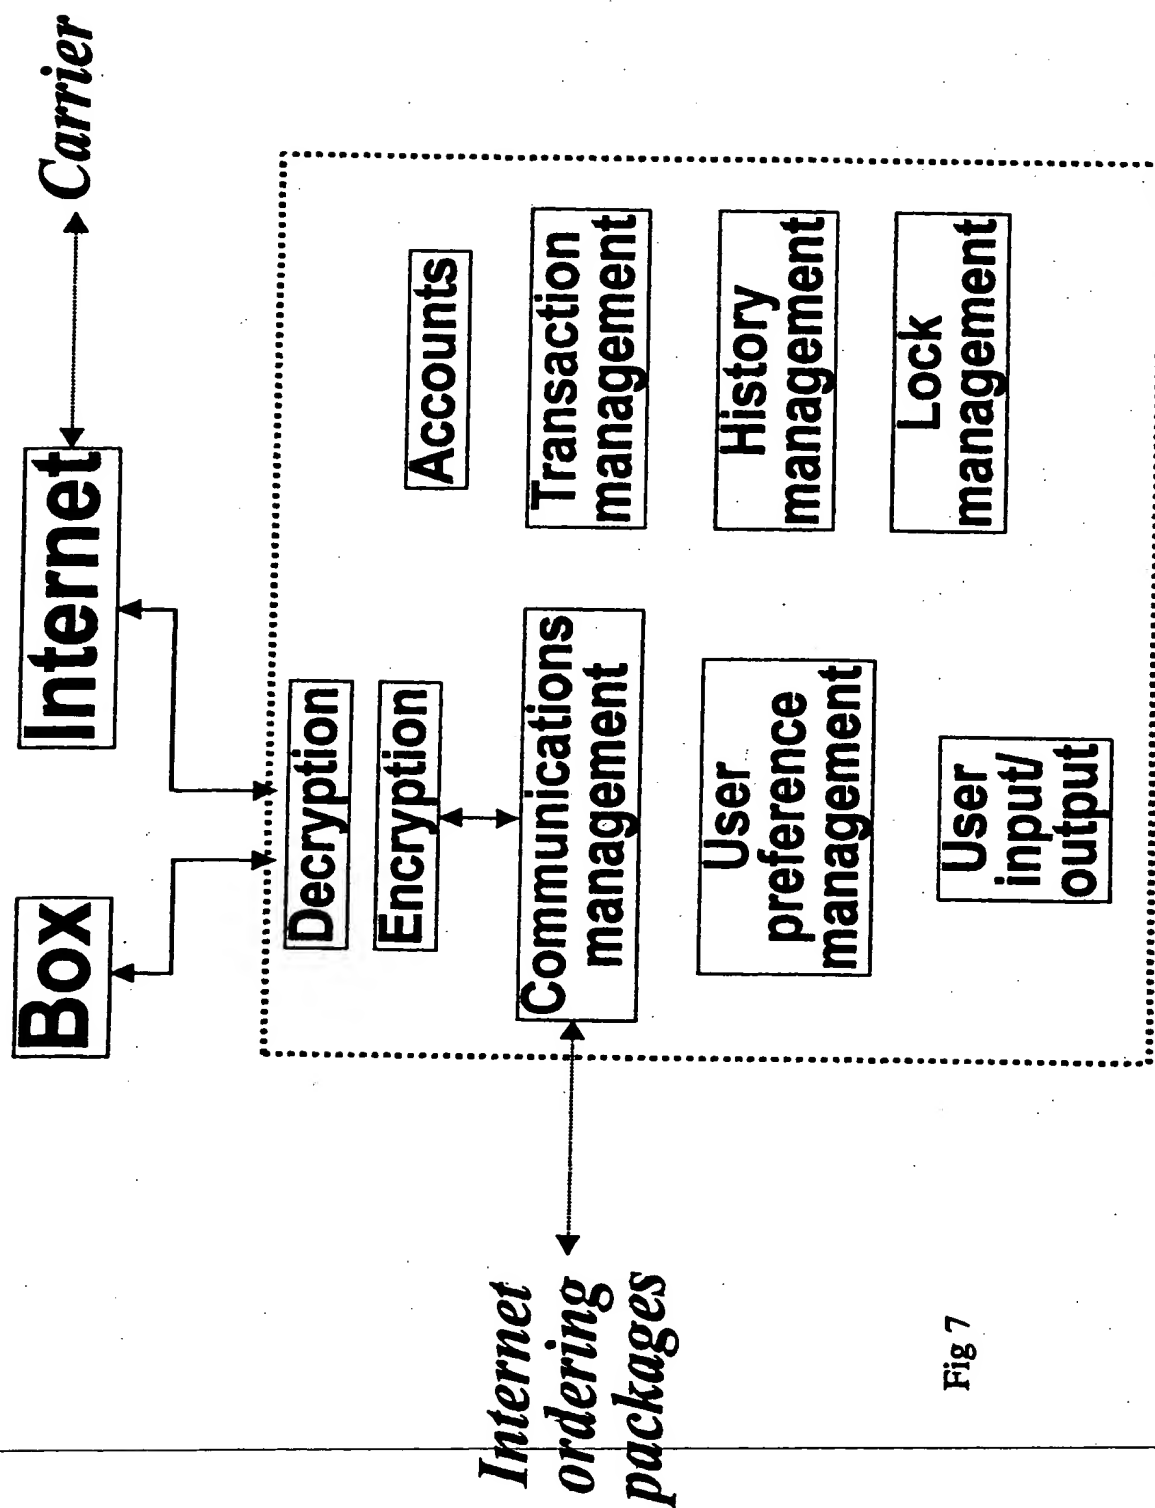 Box
Internet
Carrier
Decryption
Encryption
Accounts
Communications
management
Transaction
management
User
preference
management
History
management
User
input/
output
Lock
management
Internet
ordering
packages
Fig 7